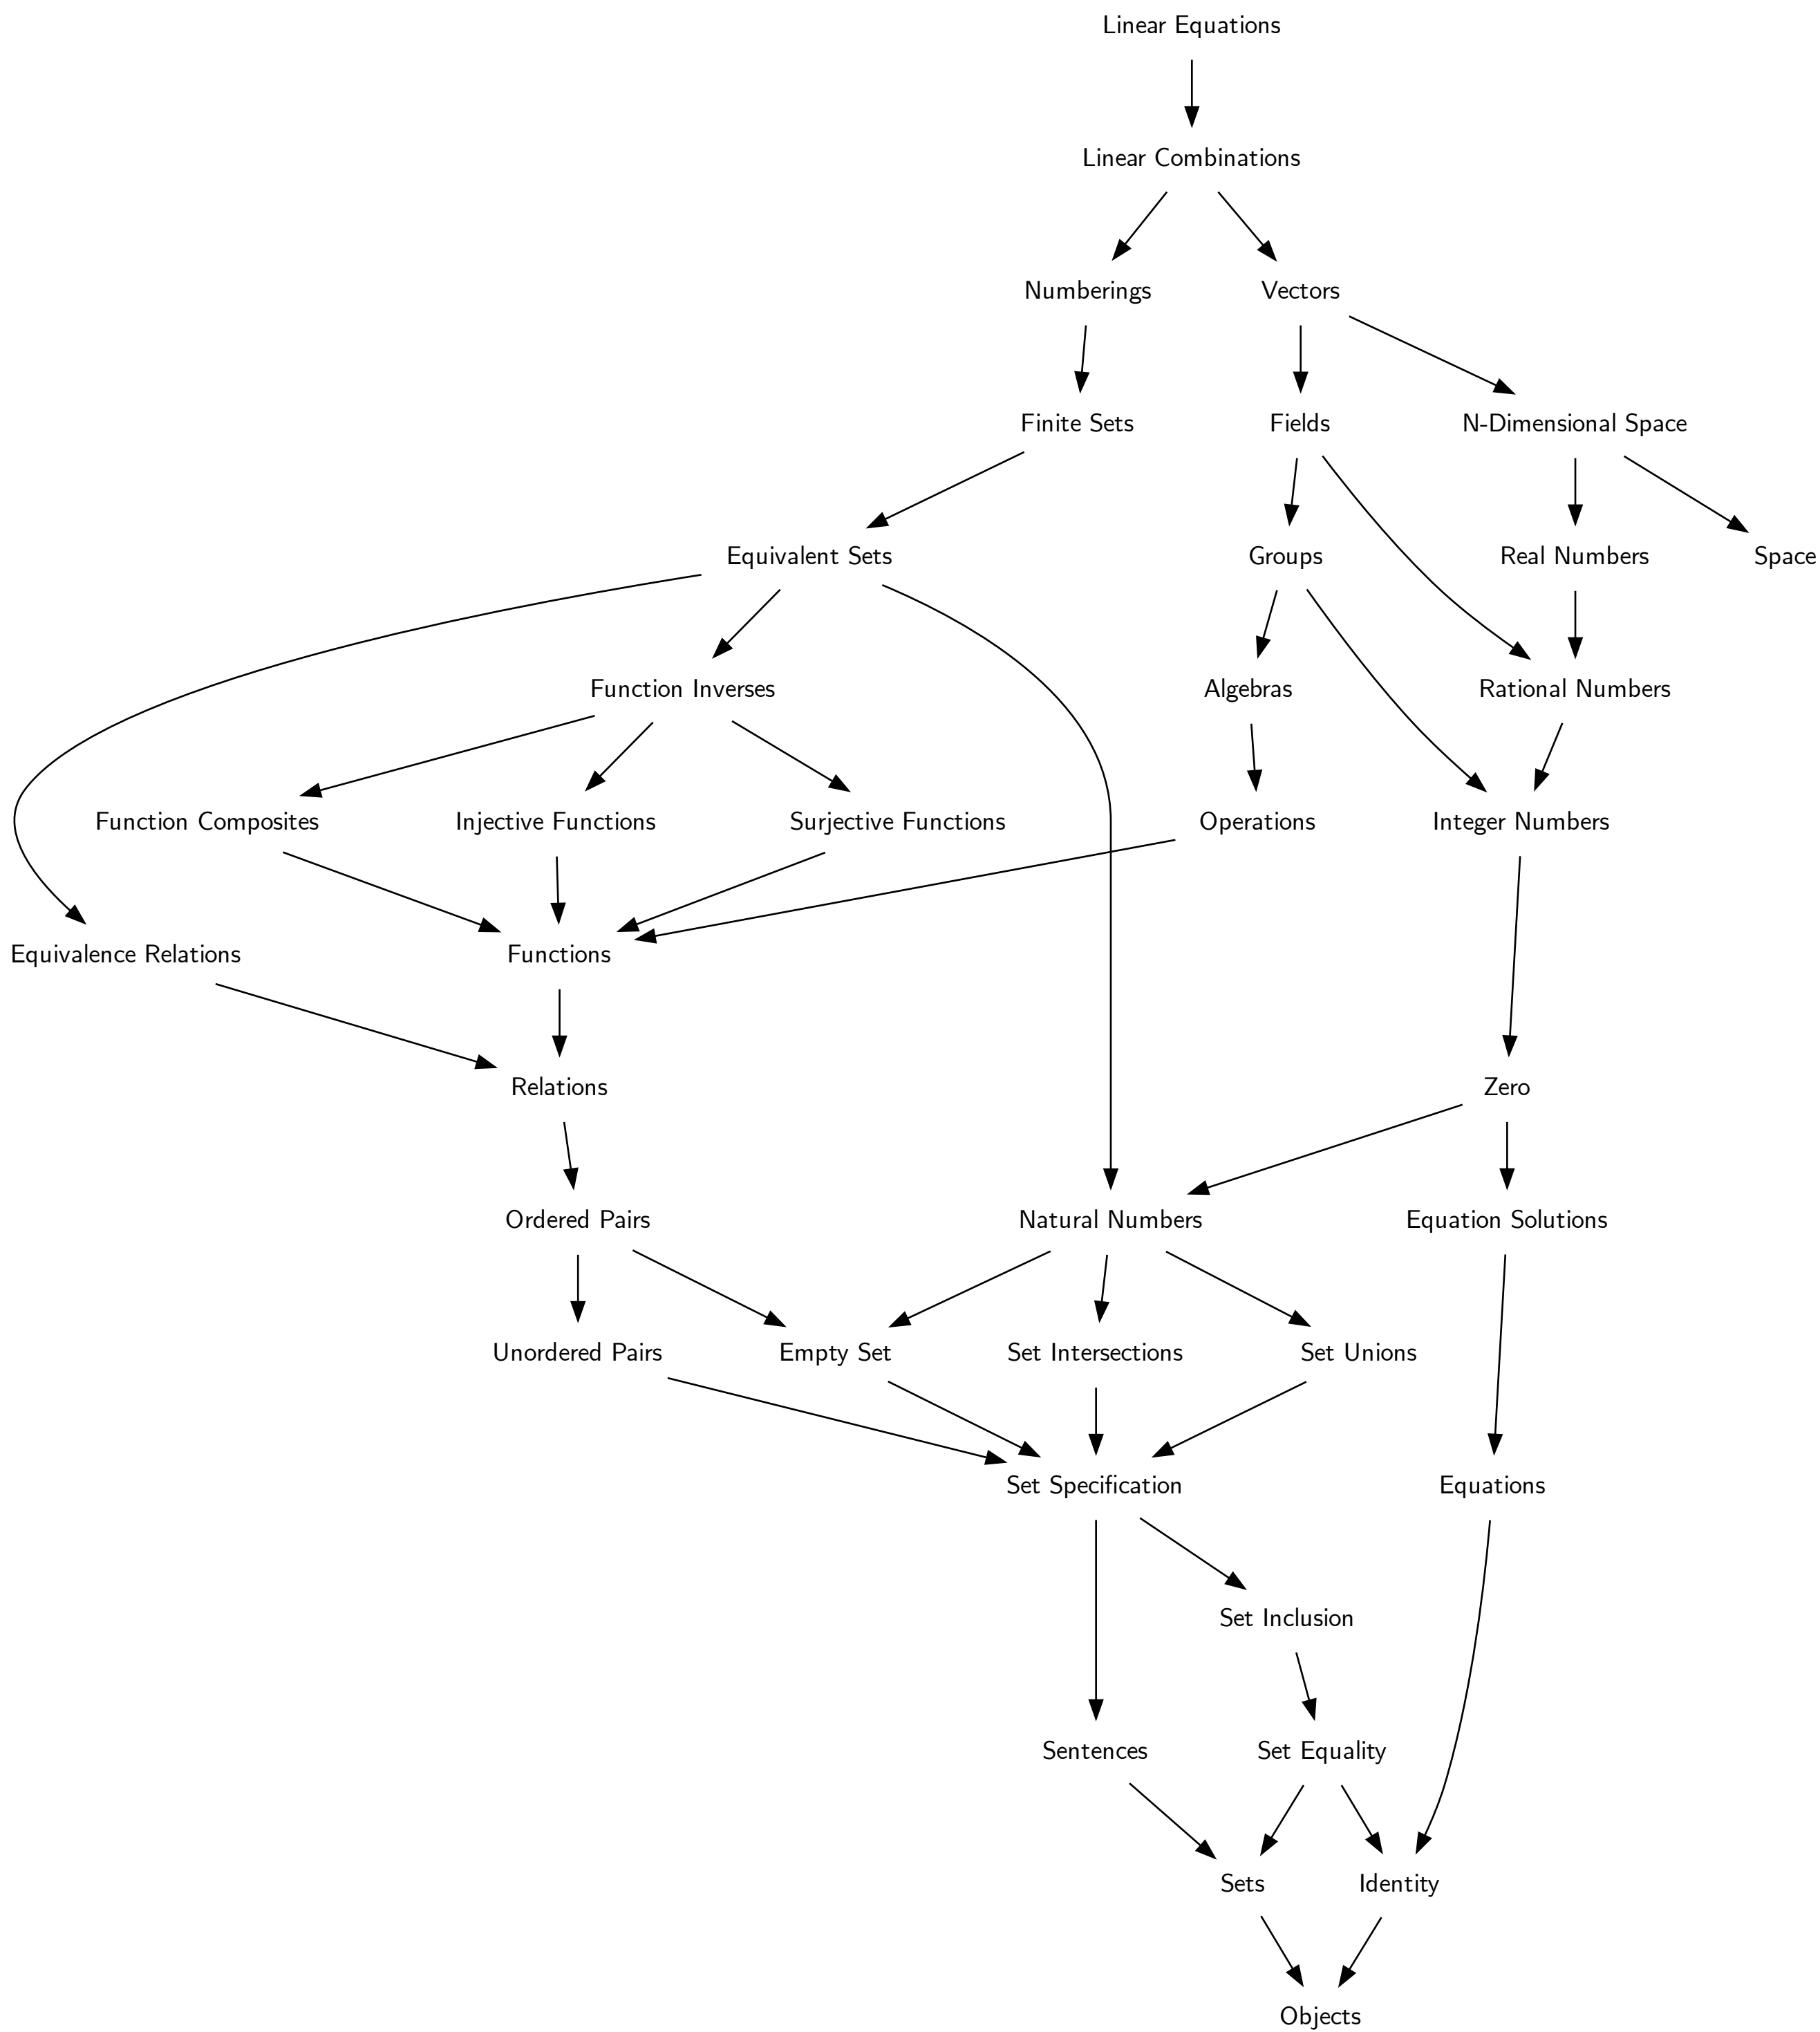 Linear Equations
Linear Combinations
Numberings
Vectors
Finite Sets
Fields
N-Dimensional Space
Equivalent Sets
Groups
Real Numbers
Space
Function Inverses
Algebras
Rational Numbers
Function Composites
Injective Functions
Surjective Functions
Operations
Integer Numbers
Equivalence Relations
Functions
Relations
Zero
Ordered Pairs
Natural Numbers
Equation Solutions
Unordered Pairs
Empty Set
Set Intersections
Set Unions
Set Specification
Equations
Set Inclusion
Sentences
Set Equality
Sets
Identity
Objects